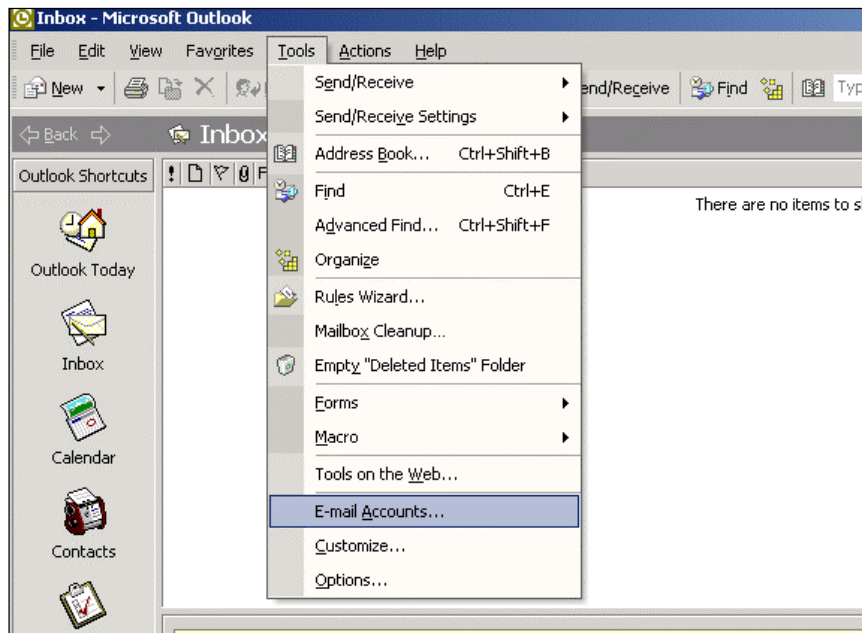 Inbox - Microsoft Outlook
File Edit View Favorites Tools Actions Help
New end/Receive Find Typ
Back Inbox
Outlook Shortcuts ! F
There are no items to s
Send/Receive
Send/Receive Settings
Address Book... Ctrl+Shift+B
Find Ctrl+E
Advanced Find... Ctrl+Shift+F
Organize
Rules Wizard...
Mailbox Cleanup...
Empty "Deleted Items" Folder
Forms
Macro
Tools on the Web...
E-mail Accounts...
Customize...
Options...
Outlook Today
Inbox
Calendar
Contacts